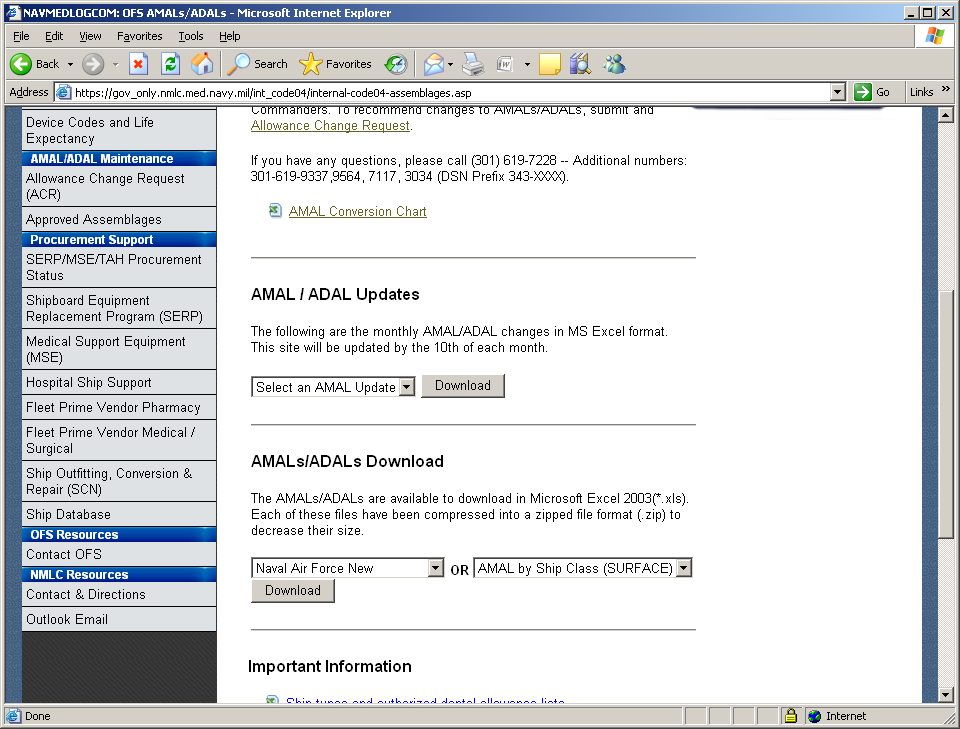 NAVMEDLOGCOM: OFS AMALs/ADALs - Microsoft Internet Explorer
File Edit View Favorites Tools Help
Back Search Favorites
Address https://gov_only.nmlc.med.navy.mil/int_code04/internal-code04-assemblages.asp Go Links »
Device Codes and Life
Expectancy
AMAL/ADAL Maintenance
Allowance Change Request
(ACR)
Approved Assemblages
Procurement Support
SERP/MSE/TAH Procurement
Status
Shipboard Equipment
Replacement Program (SERP)
Medical Support Equipment
(MSE)
Hospital Ship Support
Fleet Prime Vendor Pharmacy
Fleet Prime Vendor Medical /
Surgical
Ship Outfitting, Conversion &
Repair (SCN)
Ship Database
OFS Resources
Contact OFS
NMLC Resources
Contact & Directions
Outlook Email
Commanders. To recommend changes to AMALs/ADALs, submit and
Allowance Change Request.
If you have any questions, please call (301) 619-7228 -- Additional numbers:
301-619-9337,9564, 7117, 3034 (DSN Prefix 343-XXXX).
AMAL Conversion Chart
AMAL / ADAL Updates
The following are the monthly AMAL/ADAL changes in MS Excel format.
This site will be updated by the 10th of each month.
Select an AMAL Update Download
AMALs/ADALs Download
The AMALs/ADALs are available to download in Microsoft Excel 2003(*.xls).
Each of these files have been compressed into a zipped file format (.zip) to
decrease their size.
Naval Air Force New OR AMAL by Ship Class (SURFACE)
Download
Important Information
Ship types and authorized dental allowance lists
Done Internet